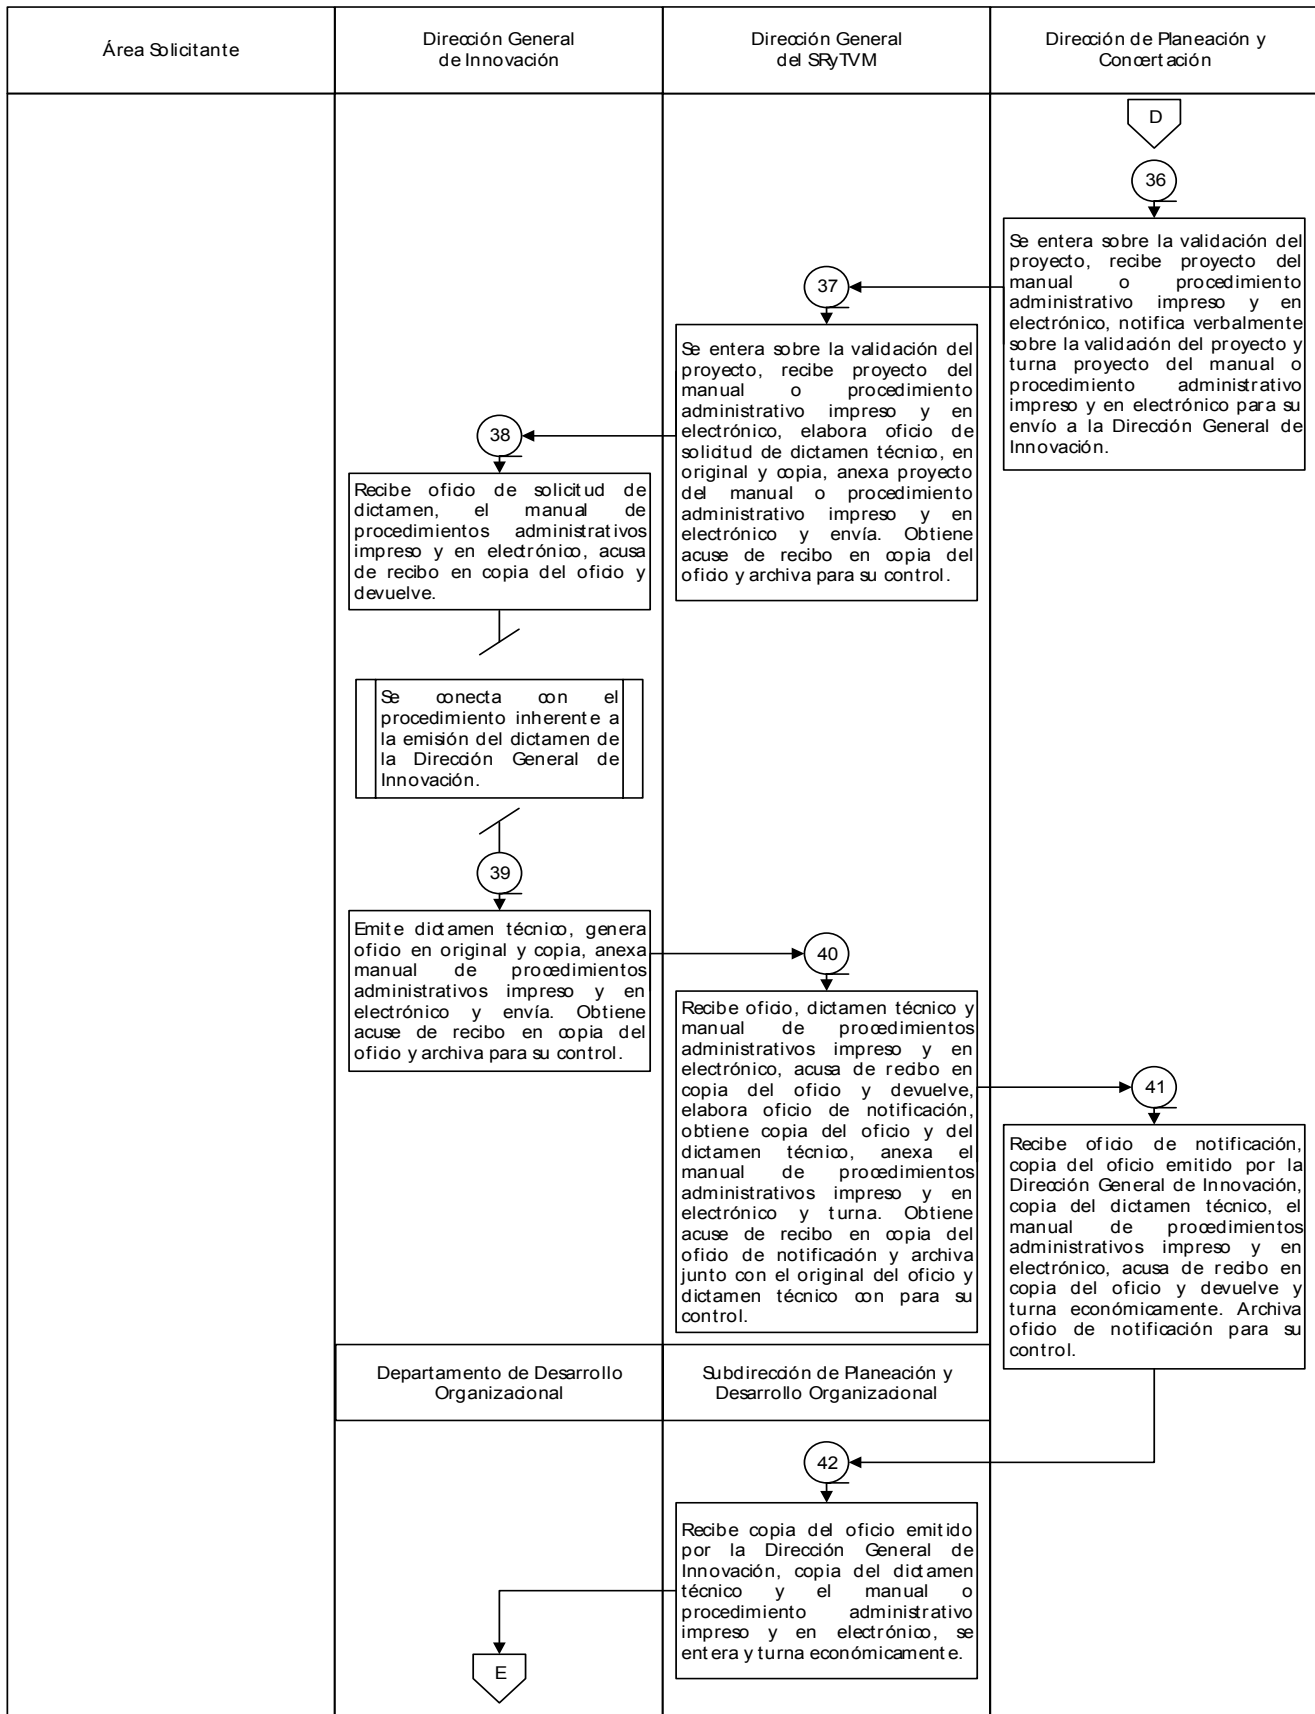 Área Solicitante
Dirección General
de Innovación
Dirección General
del SRyTVM
Dirección de Planeación y
Concertación
D
36
Se entera sobre la validación del
proyecto, recibe proyecto del
manual o procedimiento
administrativo impreso y en
electrónico, notifica verbalmente
sobre la validación del proyecto y
turna proyecto del manual o
procedimiento administrativo
impreso y en electrónico para su
envío a la Dirección General de
Innovación.
37
Se entera sobre la validación del
proyecto, recibe proyecto del
manual o procedimiento
administrativo impreso y en
electrónico, elabora oficio de
solicitud de dictamen técnico, en
original y copia, anexa proyecto
del manual o procedimiento
administrativo impreso y en
electrónico y envía. Obtiene
acuse de recibo en copia del
oficio y archiva para su control.
38
Recibe oficio de solicitud de
dictamen, el manual de
procedimientos administrativos
impreso y en electrónico, acusa
de recibo en copia del oficio y
devuelve.
Se conecta con el
procedimiento inherente a
la emisión del dictamen de
la Dirección General de
Innovación.
39
Emite dictamen técnico, genera
oficio en original y copia, anexa
manual de procedimientos
administrativos impreso y en
electrónico y envía. Obtiene
acuse de recibo en copia del
oficio y archiva para su control.
40
Recibe oficio, dictamen técnico y
manual de procedimientos
administrativos impreso y en
electrónico, acusa de recibo en
copia del oficio y devuelve,
elabora oficio de notificación,
obtiene copia del oficio y del
dictamen técnico, anexa el
manual de procedimientos
administrativos impreso y en
electrónico y turna. Obtiene
acuse de recibo en copia del
oficio de notificación y archiva
junto con el original del oficio y
dictamen técnico con para su
control.
41
Recibe oficio de notificación,
copia del oficio emitido por la
Dirección General de Innovación,
copia del dictamen técnico, el
manual de procedimientos
administrativos impreso y en
electrónico, acusa de recibo en
copia del oficio y devuelve y
turna económicamente. Archiva
oficio de notificación para su
control.
Departamento de Desarrollo
Organizacional
Subdirección de Planeación y
Desarrollo Organizacional
42
Recibe copia del oficio emitido
por la Dirección General de
Innovación, copia del dictamen
técnico y el manual o
procedimiento administrativo
impreso y en electrónico, se
entera y turna económicamente.
E